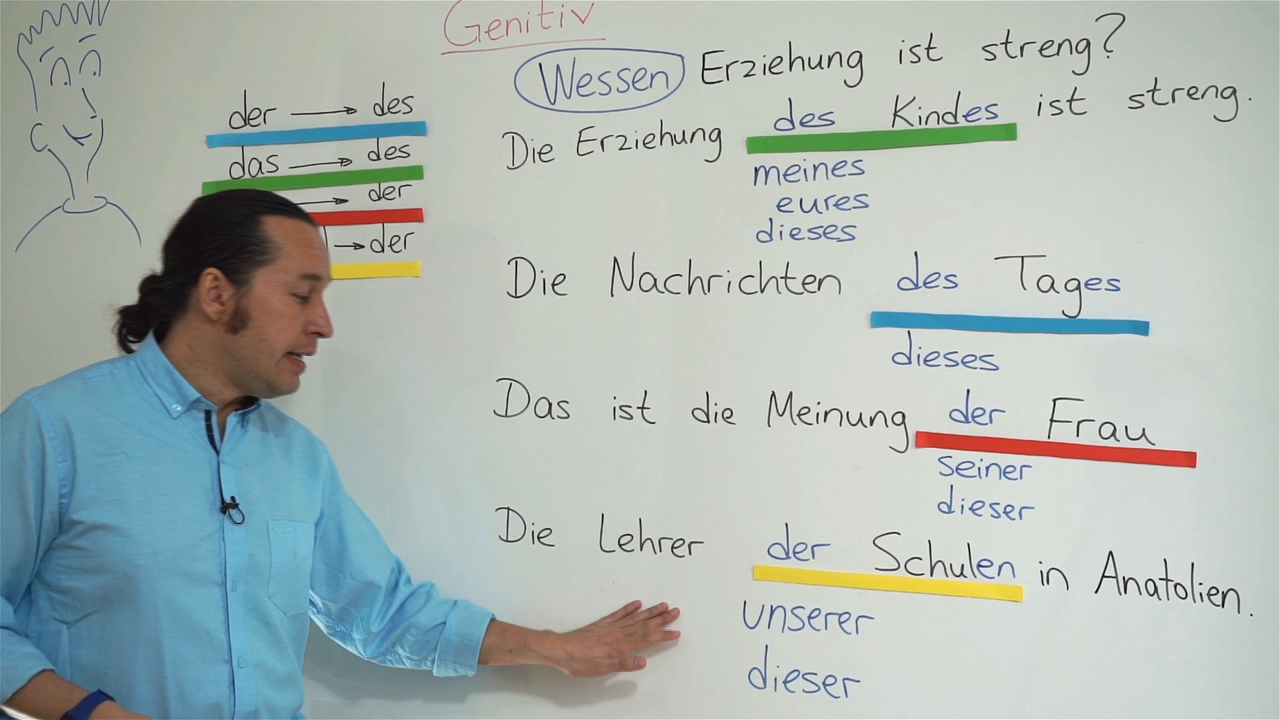 Genitiv
Wessen Erziehung ist streng?
der → des
das → des
→ der
→ der
Die Erziehung des Kindes ist streng.
meines
eures
dieses
Die Nachrichten des Tages
dieses
Das ist die Meinung der Frau
seiner
dieser
Die Lehrer der Schulen in Anatolien.
unserer
dieser